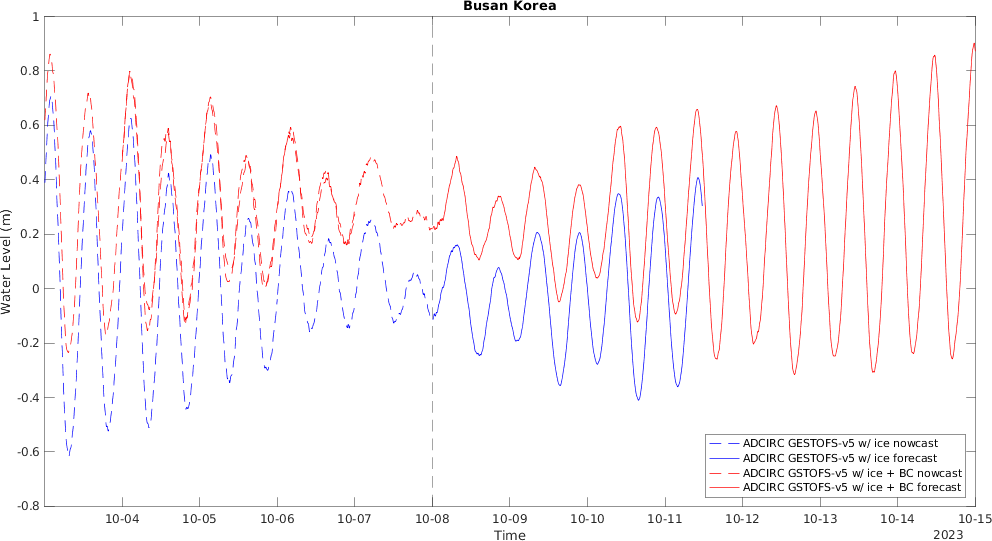 Busan Korea
1
0.8
0.6
0.4
0.2
0
-0.2
-0.4
-0.6
-0.8
Water Level (m)
ADCIRC GESTOFS-v5 w/ ice nowcast
ADCIRC GESTOFS-v5 w/ ice forecast
ADCIRC GSTOFS-v5 w/ ice + BC nowcast
ADCIRC GSTOFS-v5 w/ ice + BC forecast
10-04 10-05 10-06 10-07 10-08 10-09 10-10 10-11 10-12 10-13 10-14 10-15
Time
2023